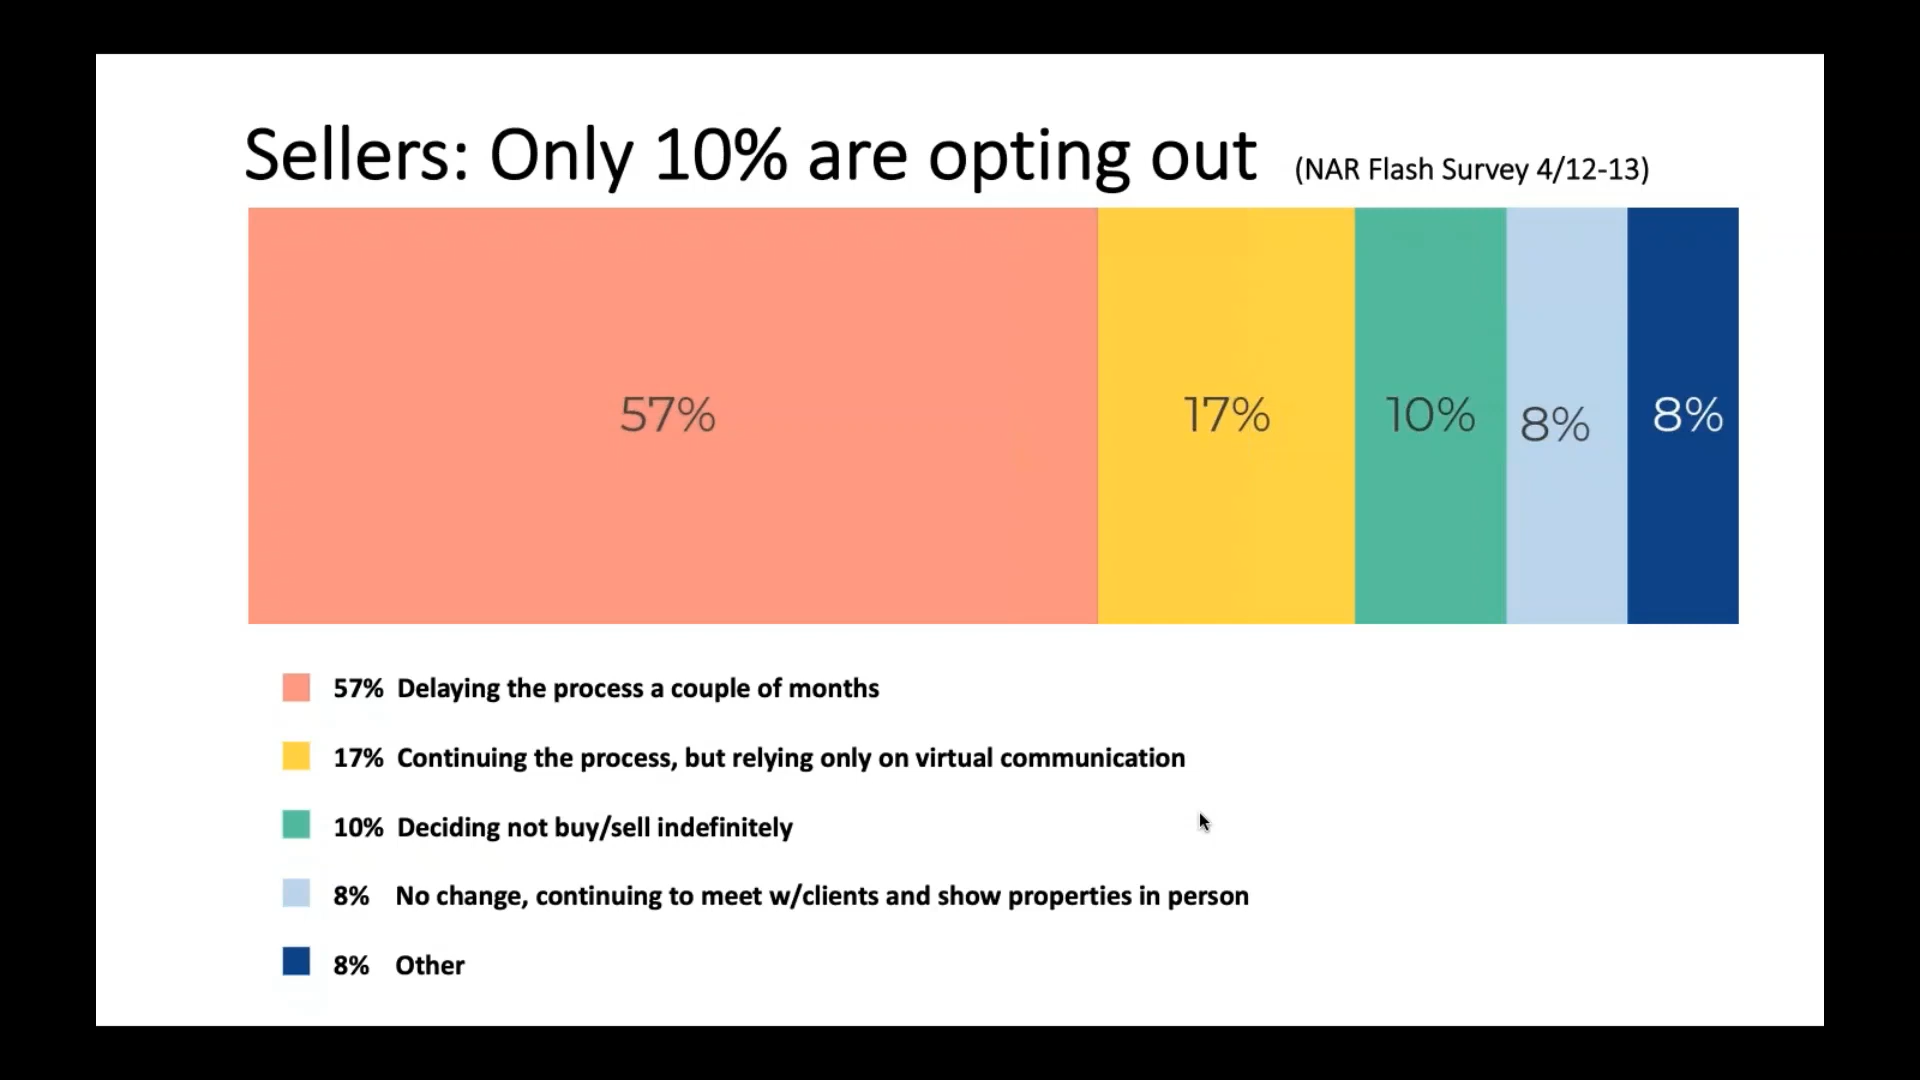 Sellers: Only 10% are opting out (NAR Flash Survey 4/12-13)
57% 17% 10% 8% 8%
57% Delaying the process a couple of months
17% Continuing the process, but relying only on virtual communication
10% Deciding not buy/sell indefinitely
8% No change, continuing to meet w/clients and show properties in person
8% Other